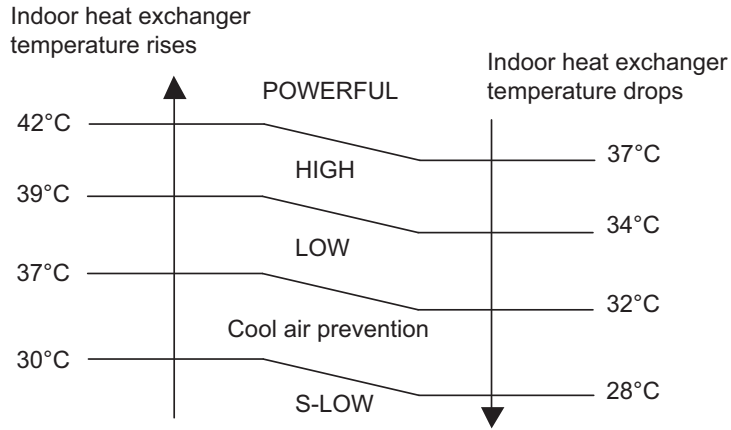 Indoor heat exchanger
temperature rises
Indoor heat exchanger
temperature drops
POWERFUL
42°C
37°C
HIGH
39°C
34°C
LOW
37°C
32°C
Cool air prevention
30°C
28°C
S-LOW